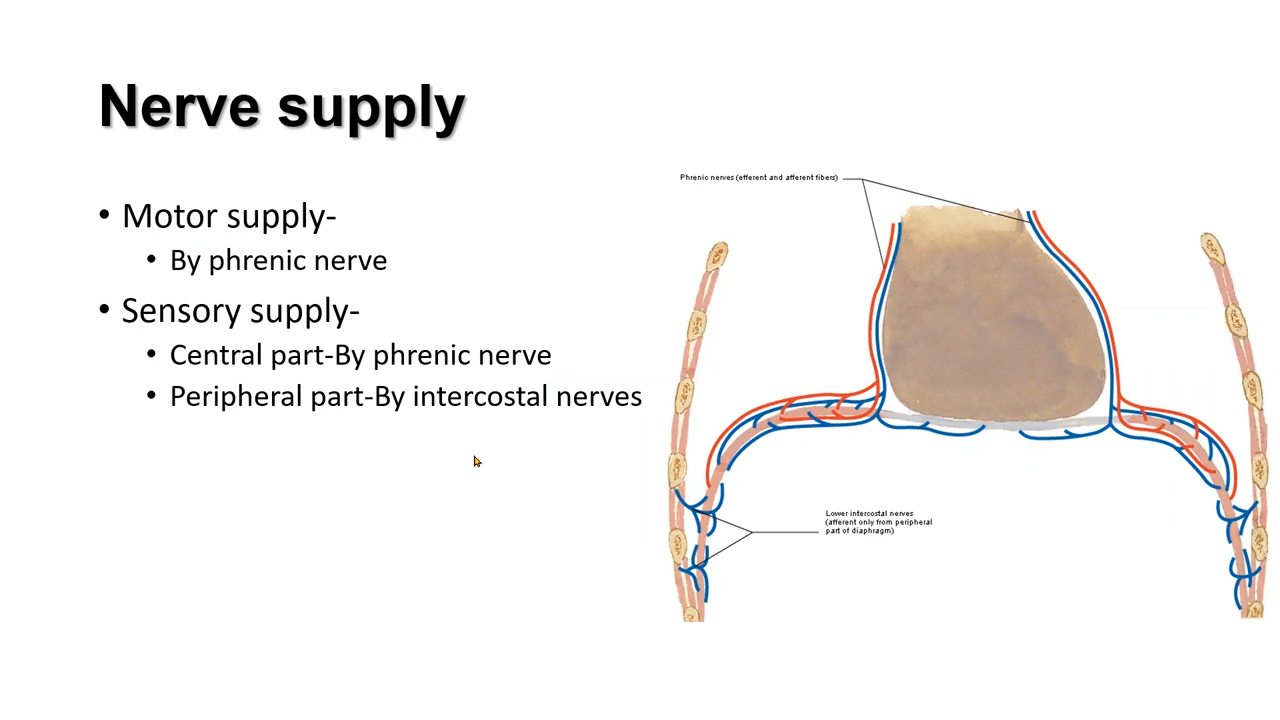 Nerve supply
• Motor supply-
• By phrenic nerve
• Sensory supply-
• Central part-By phrenic nerve
• Peripheral part-By intercostal nerves
Phrenic nerves (efferent and afferent fibers)
Lower intercostal nerves
(afferent only from peripheral
part of diaphragm)